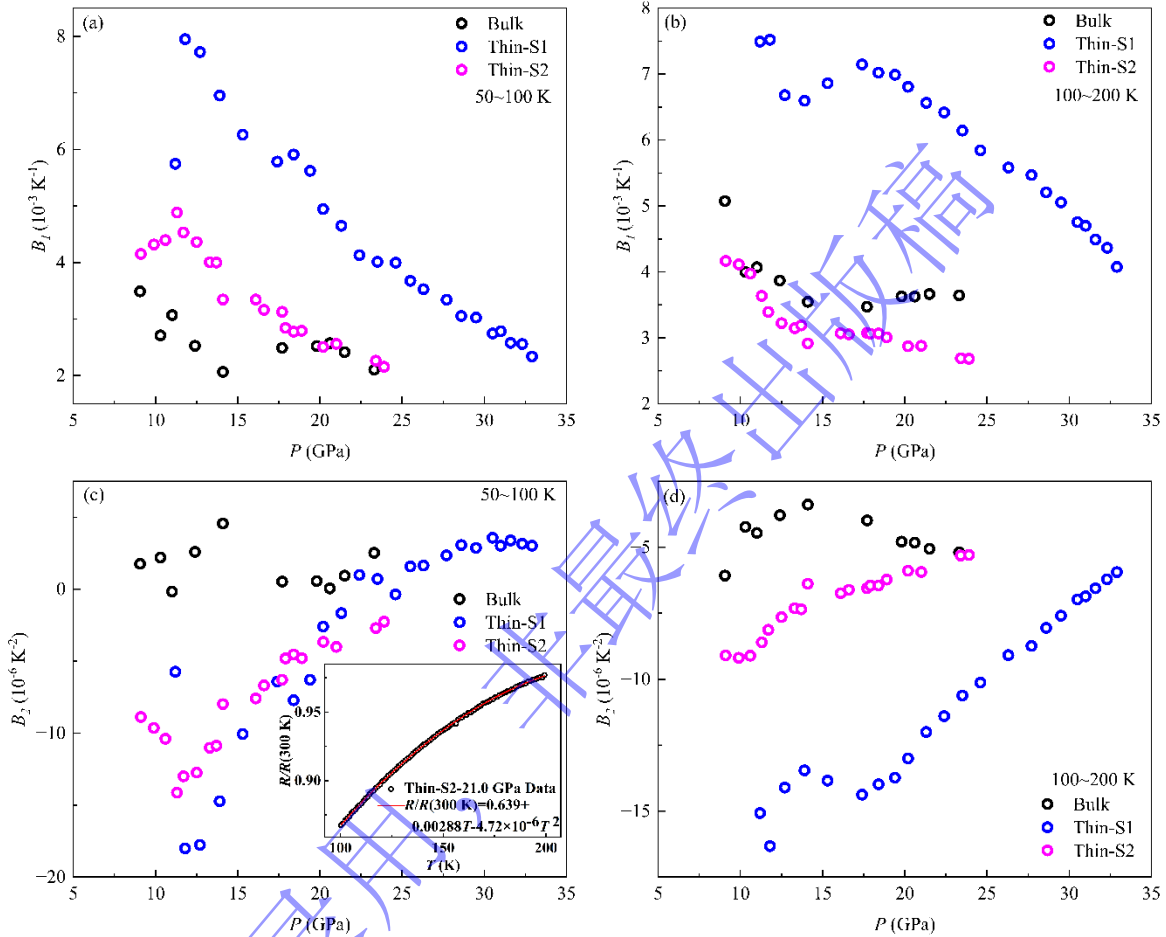 (a)
Bulk
Thin-S1
Thin-S2
50~100 K
8
6
4
2
B₁ (10⁻³ K⁻¹)
5 10 15 20 25 30 35
P (GPa)
(b)
Bulk
Thin-S1
Thin-S2
100~200 K
8
7
6
5
4
3
2
B₁ (10⁻³ K⁻¹)
5 10 15 20 25 30 35
P (GPa)
(c)
50~100 K
Bulk
Thin-S1
Thin-S2
0
−10
−20
B₂ (10⁻⁶ K⁻²)
5 10 15 20 25 30 35
P (GPa)
0.95
0.90
R/R(300 K)
Thin-S2-21.0 GPa Data
R/R(300 K)=0.639+
0.00288T-4.72×10⁻⁶T²
100 150 200
T (K)
(d)
100~200 K
Bulk
Thin-S1
Thin-S2
−5
−10
−15
B₂ (10⁻⁶ K⁻²)
5 10 15 20 25 30 35
P (GPa)
用，非最终出版稿